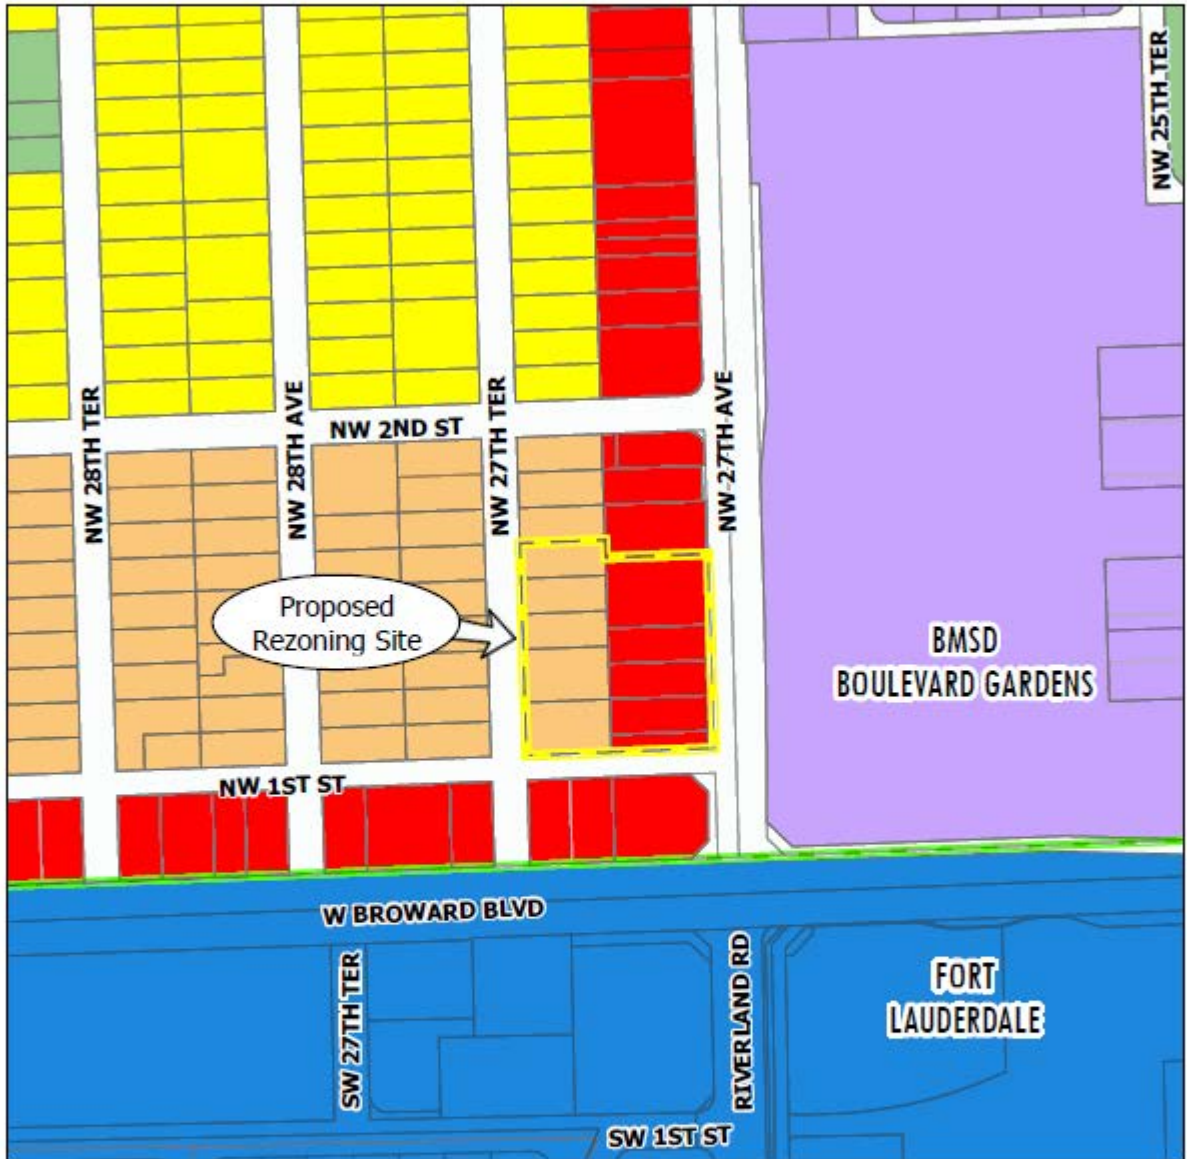 NW 25TH TER
NW 28TH TER
NW 28TH AVE
NW 2ND ST
NW 27TH TER
NW 27TH AVE
Proposed
Rezoning Site
BMSD
BOULEVARD GARDENS
NW 1ST ST
W BROWARD BLVD
SW 27TH TER
RIVERLAND RD
FORT
LAUDERDALE
SW 1ST ST